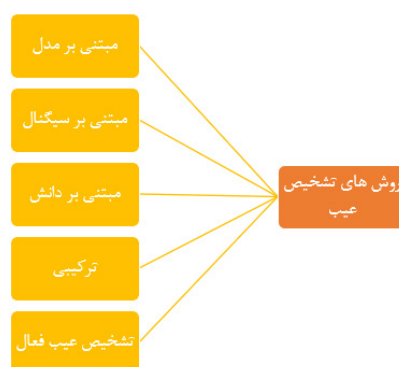 روش های تشخیص
عیب
مبتنی بر مدل
مبتنی بر سیگنال
مبتنی بر دانش
ترکیبی
تشخیص عیب فعال